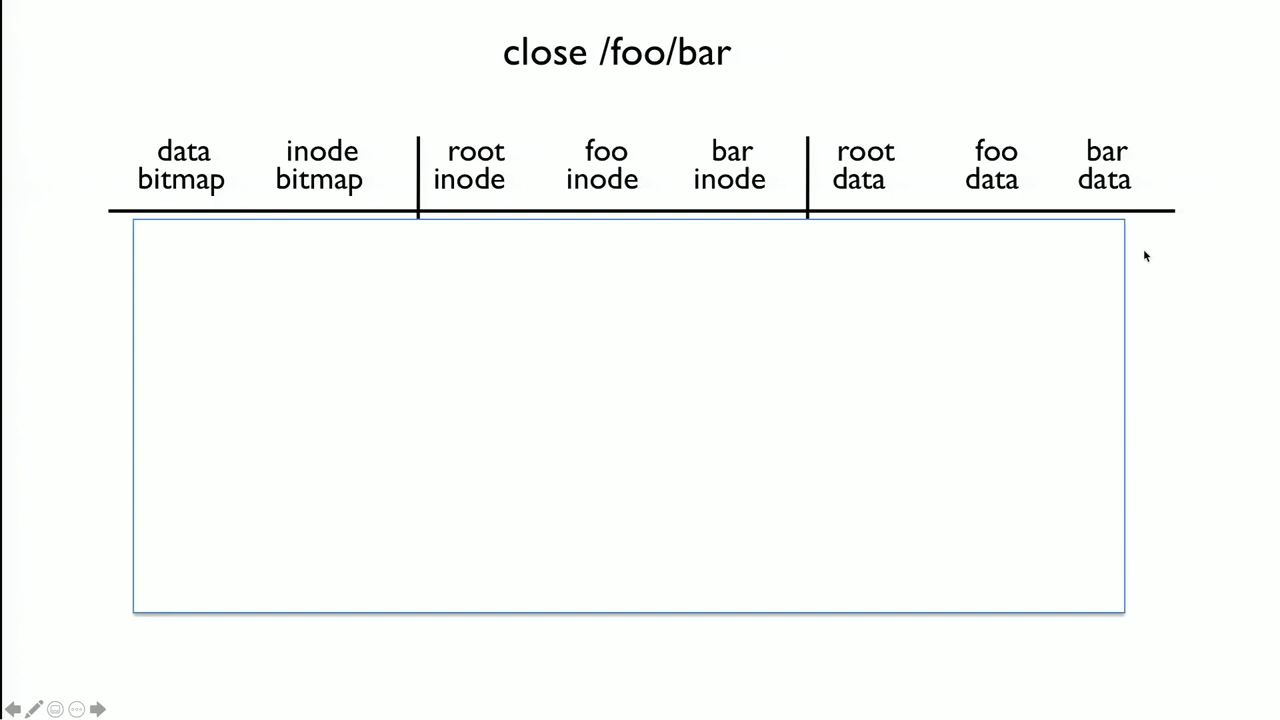 close /foo/bar
data inode root foo bar root foo bar
bitmap bitmap inode inode inode data data data